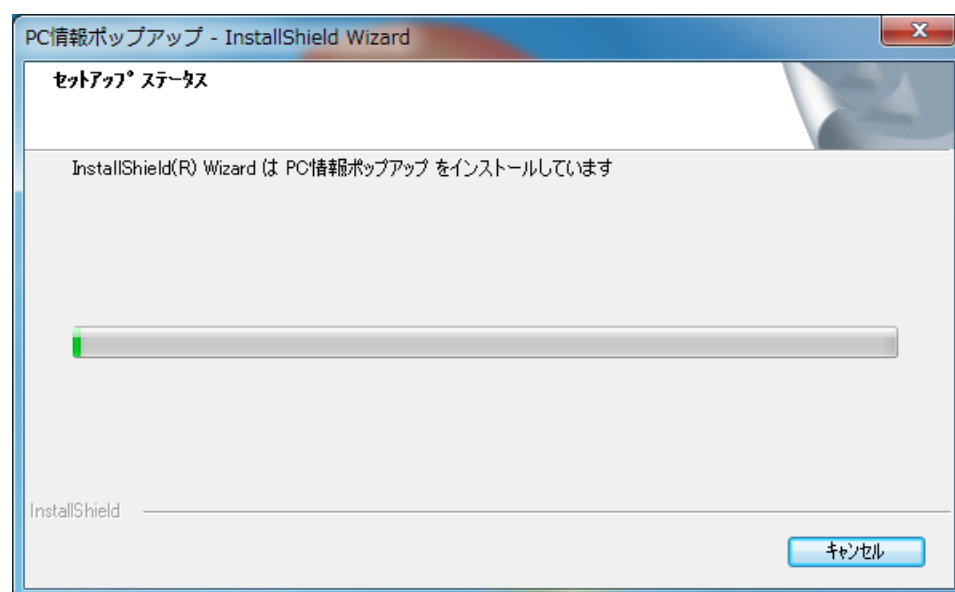 PC情報ポップアップ - InstallShield Wizard
セットアップ ステータス
InstallShield(R) Wizard は PC情報ポップアップ をインストールしています
InstallShield
キャンセル